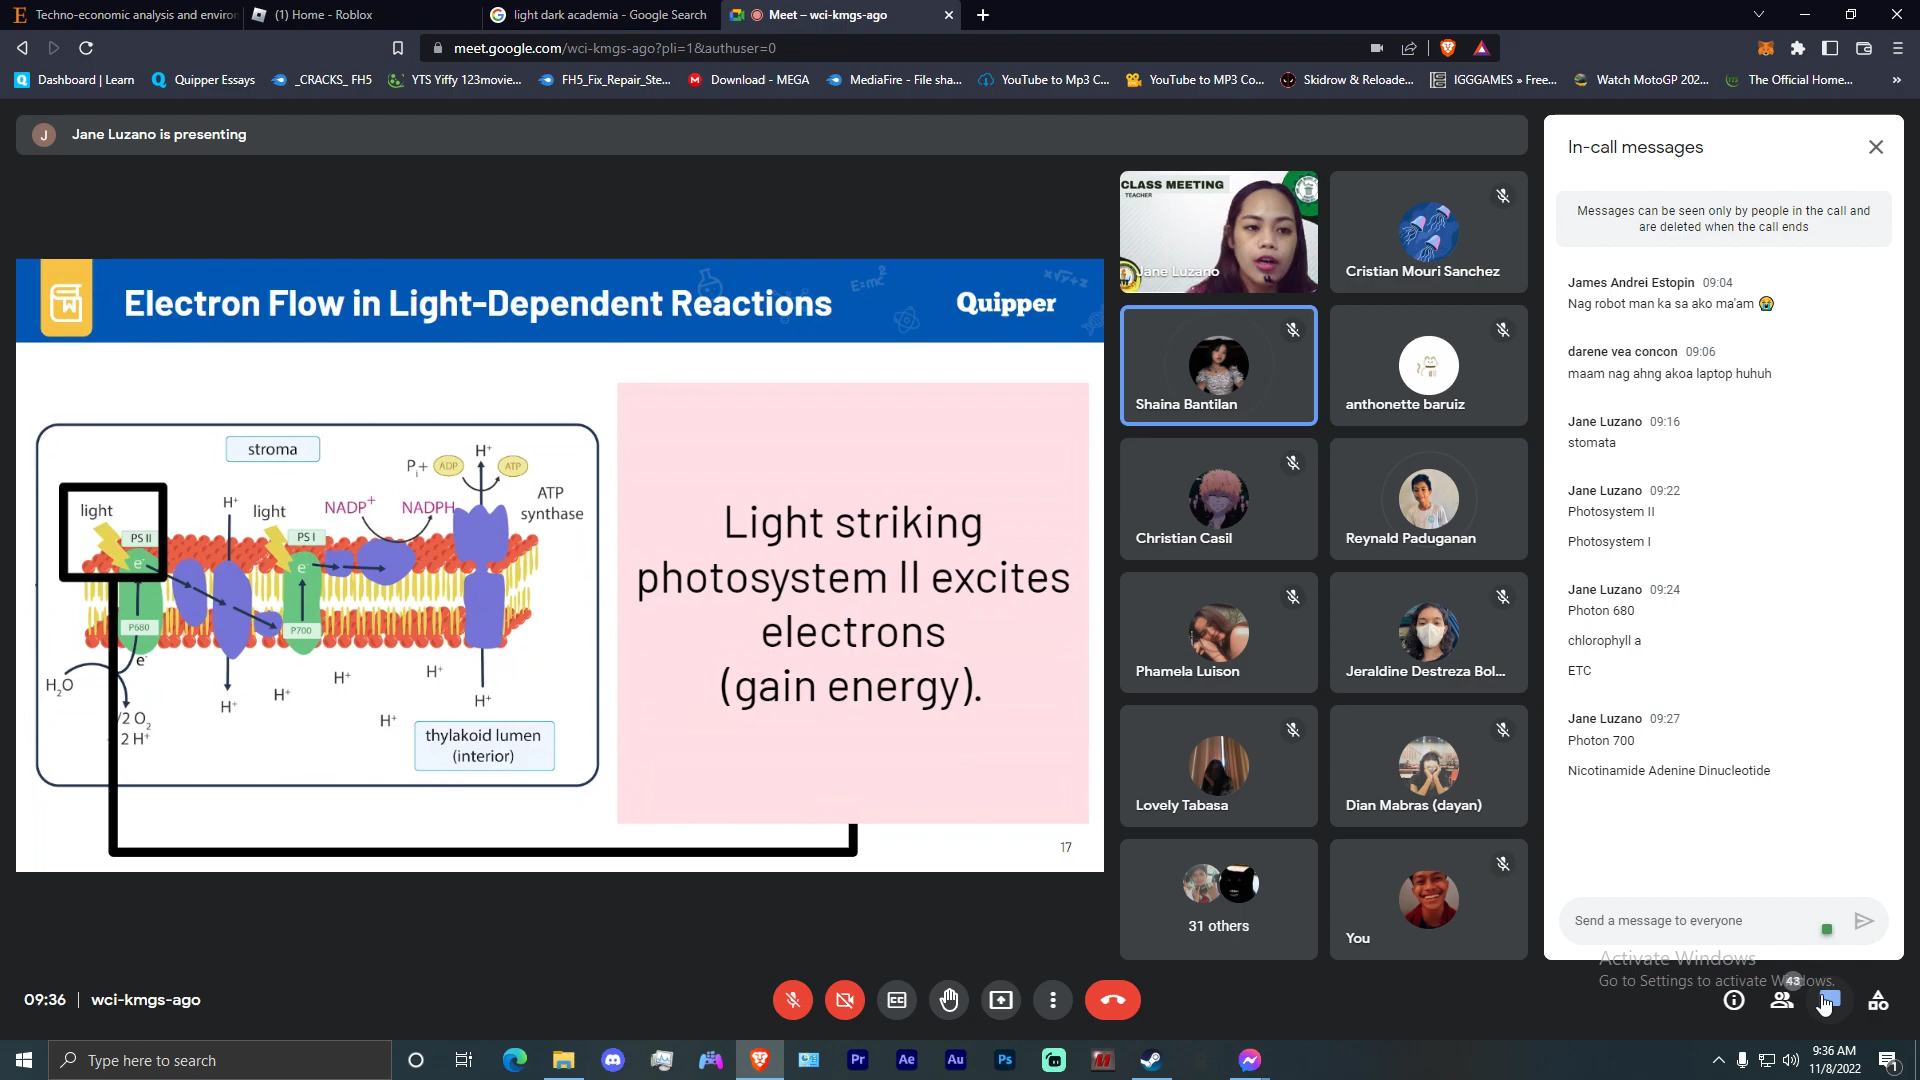 Techno-economic analysis and environ
(1) Home - Roblox
light dark academia - Google Search
Meet – wci-kmgs-ago
meet.google.com/wci-kmgs-ago?pli=1&authuser=0
Dashboard | Learn
Quipper Essays
_CRACKS_ FH5
YTS Yiffy 123movie...
FH5_Fix_Repair_Ste...
Download - MEGA
MediaFire - File sha...
YouTube to Mp3 C...
YouTube to MP3 Co...
Skidrow & Reloade...
IGGGAMES » Free...
Watch MotoGP 202...
The Official Home...
J
Jane Luzano is presenting
Electron Flow in Light-Dependent Reactions
E=mc²
Quipper
stroma
light
PS II
e-
P680
e-
H2O
/2 O2
2 H+
H+
light
PS I
e-
P700
NADP+
NADPH
Pi+
ADP
ATP
H+
ATP
synthase
H+
H+
H+
H+
H+
H+
thylakoid lumen
(interior)
Light striking
photosystem II excites
electrons
(gain energy).
17
CLASS MEETING
TEACHER
Jane Luzano
Cristian Mouri Sanchez
Shaina Bantilan
anthonette baruiz
Christian Casil
Reynald Paduganan
Phamela Luison
Jeraldine Destreza Bol...
Lovely Tabasa
Dian Mabras (dayan)
31 others
You
In-call messages
Messages can be seen only by people in the call and
are deleted when the call ends
James Andrei Estopin 09:04
Nag robot man ka sa ako ma'am 😭
darene vea concon 09:06
maam nag ahng akoa laptop huhuh
Jane Luzano 09:16
stomata
Jane Luzano 09:22
Photosystem II
Photosystem I
Jane Luzano 09:24
Photon 680
chlorophyll a
ETC
Jane Luzano 09:27
Photon 700
Nicotinamide Adenine Dinucleotide
Send a message to everyone
Activate Windows
Go to Settings to activate Windows.
09:36 | wci-kmgs-ago
43
Type here to search
Pr
Ae
Au
Ps
9:36 AM
11/8/2022
1